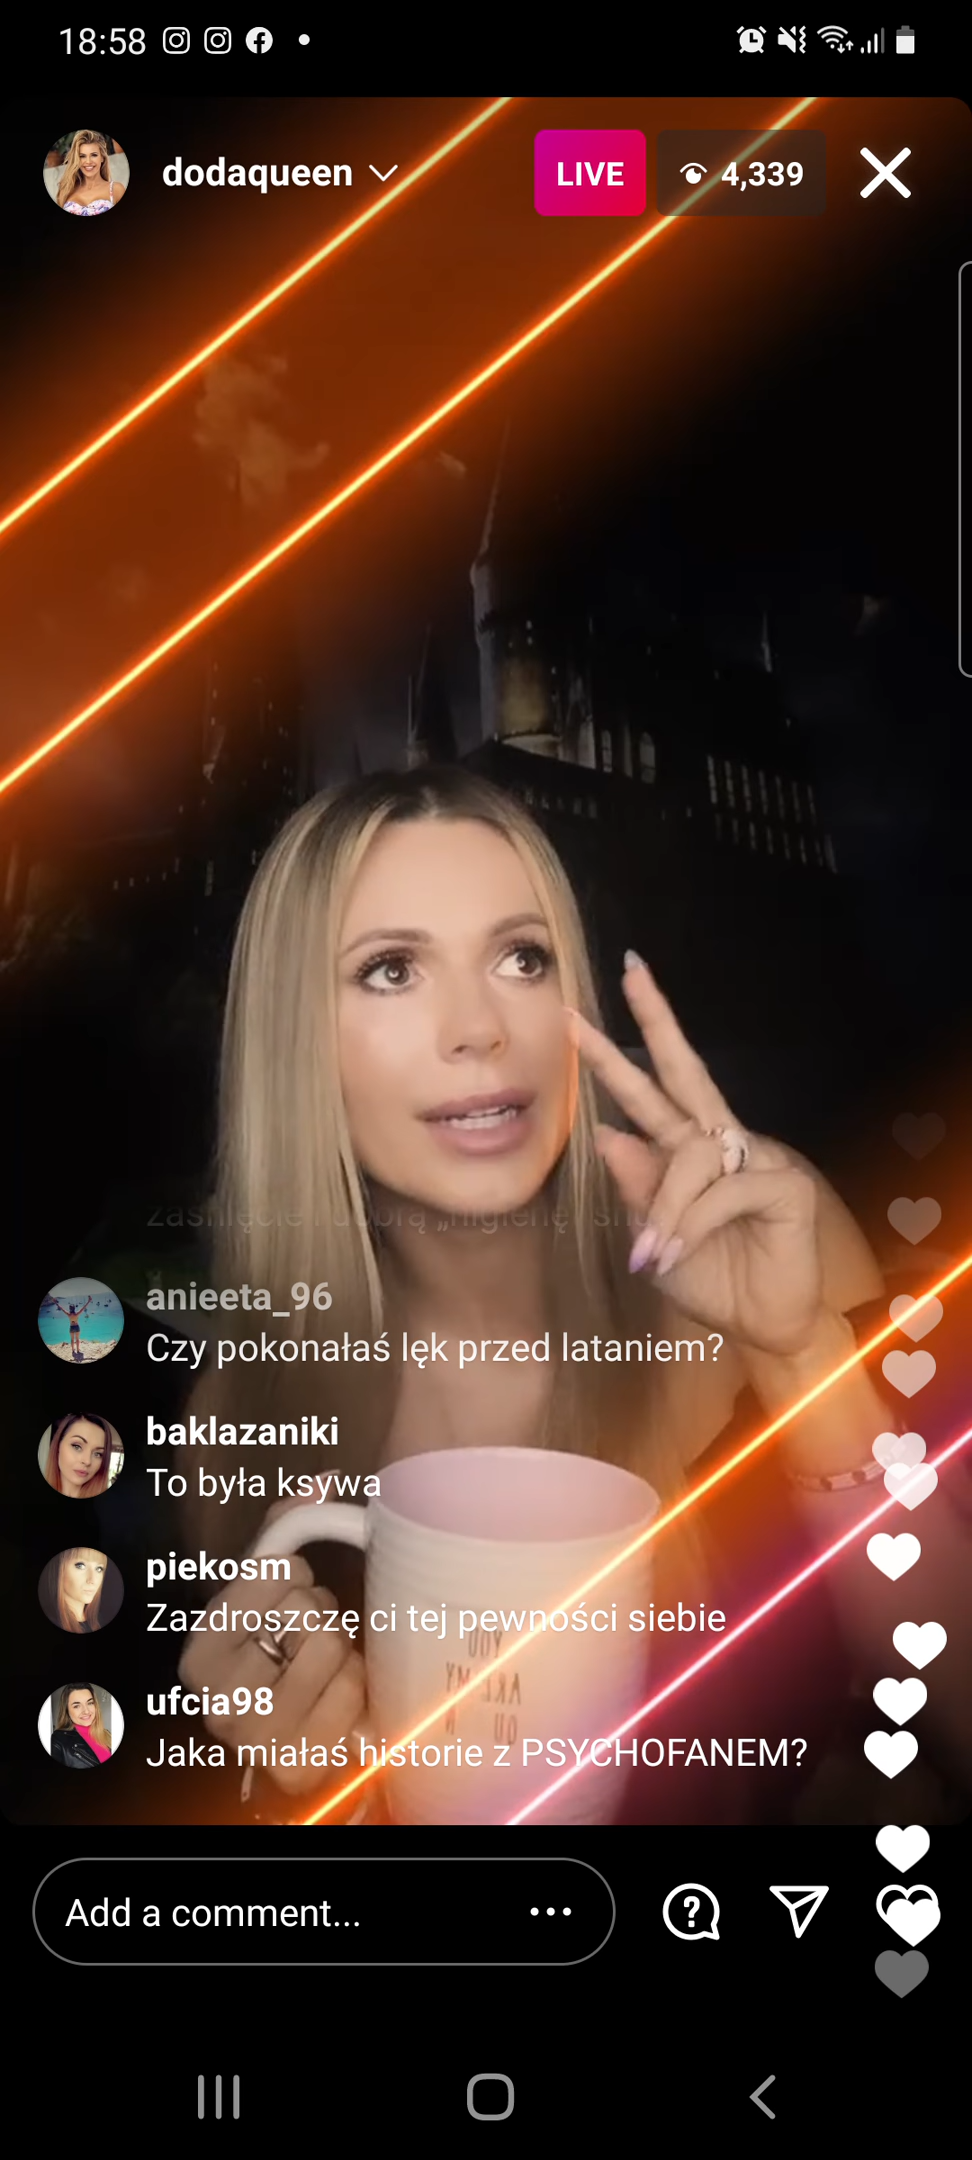 18:58
dodaqueen
LIVE
4,339
anieeta_96
Czy pokonałaś lęk przed lataniem?
baklazaniki
To była ksywa
piekosm
Zazdroszczę ci tej pewności siebie
ufcia98
Jaka miałaś historie z PSYCHOFANEM?
Add a comment...